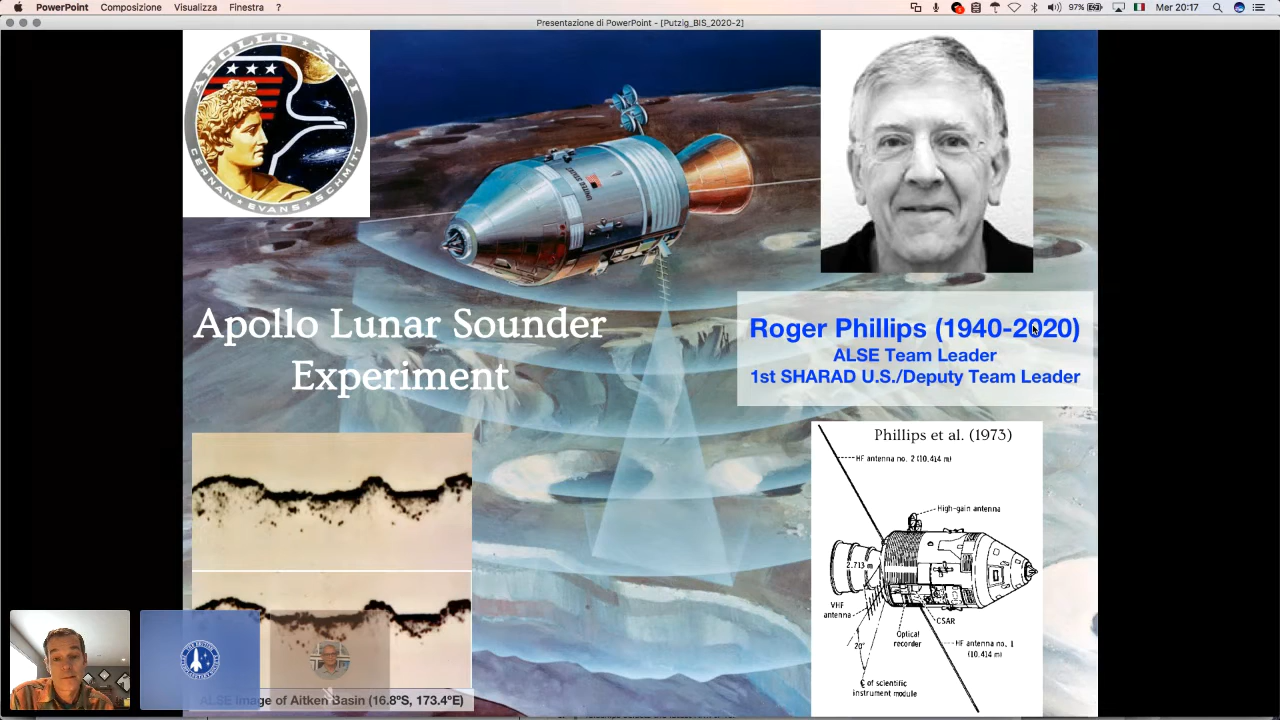 PowerPoint Composizione Visualizza Finestra ? 97% Mer 20:17
Presentazione di PowerPoint - [Putzig_BIS_2020-2]
APOLLO XVII
CERNAN ★ EVANS ★ SCHMITT
UNITED STATES
Apollo Lunar Sounder
Experiment
Roger Phillips (1940-2020)
ALSE Team Leader
1st SHARAD U.S./Deputy Team Leader
Phillips et al. (1973)
HF antenna no. 2 (10.414 m)
High-gain antenna
2.713 m
VHF
antenna
CSAR
Optical
recorder
20°
HF antenna no. 1
(10.414 m)
℄ of scientific
instrument module
ALSE Image of Aitken Basin (16.8°S, 173.4°E)